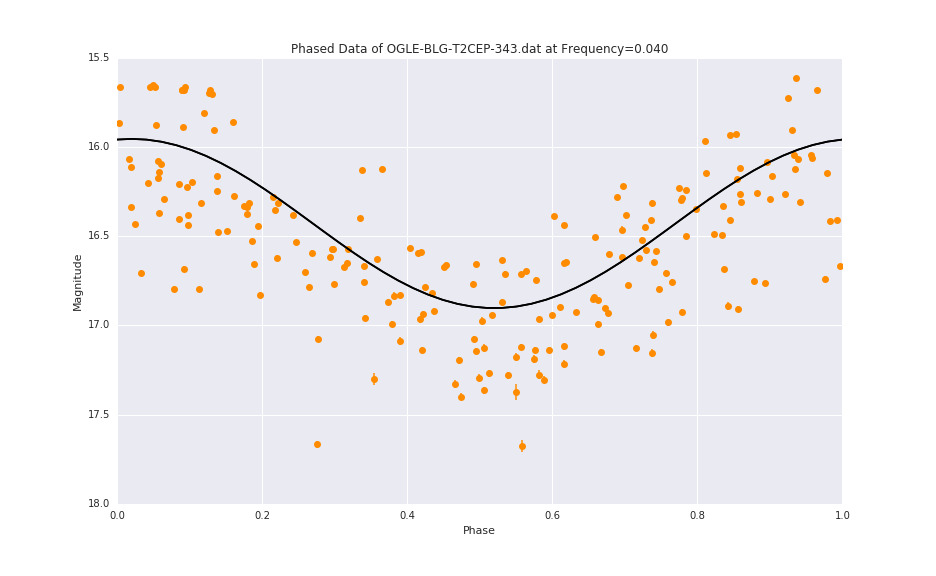 Phased Data of OGLE-BLG-T2CEP-343.dat at Frequency=0.040
15.5
16.0
16.5
17.0
17.5
18.0
Magnitude
0.0 0.2 0.4 0.6 0.8 1.0
Phase